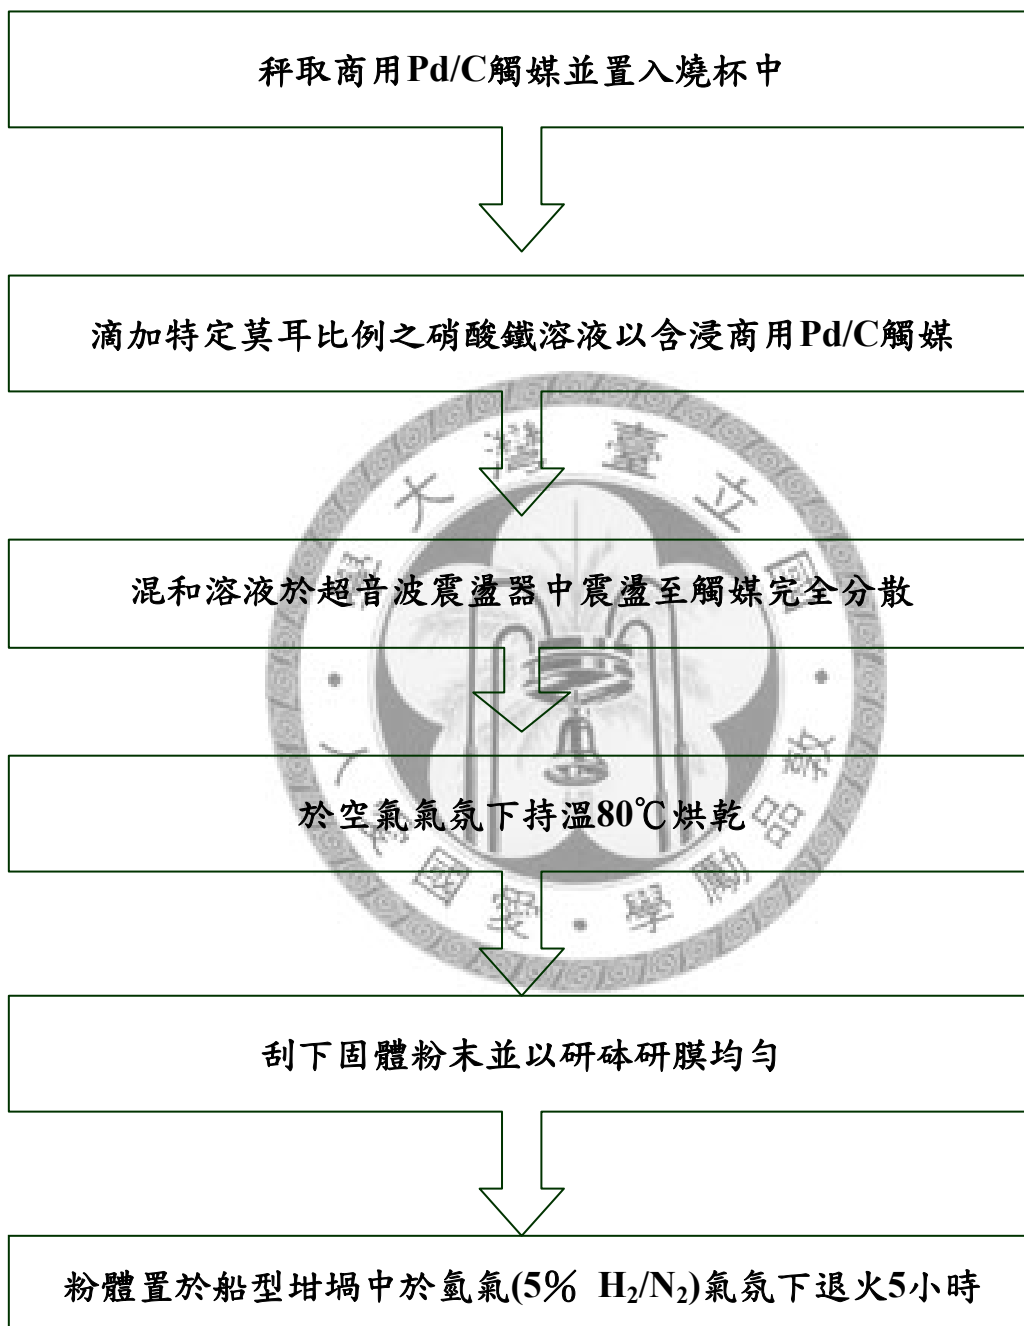 秤取商用Pd/C觸媒並置入燒杯中
滴加特定莫耳比例之硝酸鐵溶液以含浸商用Pd/C觸媒
混和溶液於超音波震盪器中震盪至觸媒完全分散
於空氣氣氛下持溫80℃烘乾
刮下固體粉末並以研砵研膜均勻
粉體置於船型坩堝中於氫氣(5% H₂/N₂)氣氛下退火5小時